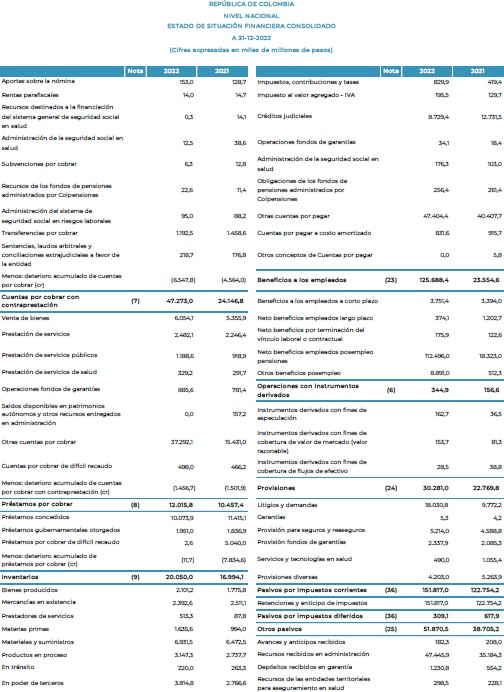 REPÚBLICA DE COLOMBIA
NIVEL NACIONAL
ESTADO DE SITUACIÓN FINANCIERA CONSOLIDADO
A 31-12-2022
(Cifras expresadas en miles de millones de pesos)
Nota 2022 2021
Aportes sobre la nómina 153,0 128,7
Rentas parafiscales 14,0 14,7
Recursos destinados a la financiación
del sistema general de seguridad social 0,3 14,1
en salud
Administración de la seguridad social en 12,5 38,6
salud
Subvenciones por cobrar 6,3 12,8
Recursos de los fondos de pensiones 22,6 11,4
administrados por Colpensiones
Administración del sistema de 95,0 88,2
seguridad social en riesgos laborales
Transferencias por cobrar 1.192,5 1.458,6
Sentencias, laudos arbitrales y
conciliaciones extrajudiciales a favor de 218,7 176,8
la entidad
Menos: deterioro acumulado de cuentas (6.547,8) (4.564,0)
por cobrar (cr)
Cuentas por cobrar con (7) 47.273,0 24.146,8
contraprestación
Venta de bienes 6.054,1 5.355,9
Prestación de servicios 2.482,1 2.246,4
Prestación de servicios públicos 1.188,6 918,9
Prestación de servicios de salud 329,2 291,7
Operaciones fondos de garantías 885,6 781,4
Saldos disponibles en patrimonios
autónomos y otros recursos entregados 0,0 157,2
en administración
Otras cuentas por cobrar 37.292,1 15.431,0
Cuentas por cobrar de difícil recaudo 498,0 466,2
Menos: deterioro acumulado de cuentas (1.456,7) (1.501,9)
por cobrar con contraprestación (cr)
Préstamos por cobrar (8) 12.015,8 10.457,4
Préstamos concedidos 10.073,9 11.415,1
Préstamos gubernamentales otorgados 1.951,0 1.836,9
Préstamos por cobrar de difícil recaudo 2,6 5.040,0
Menos: deterioro acumulado de (11,7) (7.834,6)
préstamos por cobrar (cr)
Inventarios (9) 20.050,0 16.994,1
Bienes producidos 2.101,2 1.775,8
Mercancías en existencia 2.392,6 2.511,1
Prestadores de servicios 513,3 87,8
Materias primas 1.635,6 994,0
Materiales y suministros 6.931,5 6.472,5
Productos en proceso 3.147,3 2.737,7
En tránsito 220,0 263,3
En poder de terceros 3.814,8 2.766,6
Nota 2022 2021
Impuestos, contribuciones y tasas 829,9 419,4
Impuesto al valor agregado - IVA 195,5 129,7
Créditos judiciales 8.729,4 12.731,5
Operaciones fondos de garantías 34,1 18,4
Administración de la seguridad social en 176,3 103,0
salud
Obligaciones de los fondos de
pensiones administrados por 256,4 261,4
Colpensiones
Otras cuentas por pagar 47.404,4 40.407,7
Cuentas por pagar a costo amortizado 831,6 915,7
Otros conceptos de Cuentas por pagar 0,0 5,8
Beneficios a los empleados (23) 125.688,4 23.554,6
Beneficios a los empleados a corto plazo 3.751,4 3.394,0
Neto beneficios empleados largo plazo 374,1 1.202,7
Neto beneficios por terminación del 175,9 122,6
vínculo laboral o contractual
Neto beneficios empleados posempleo 112.496,0 18.323,0
pensiones
Otros beneficios posempleo 8.891,0 512,3
Operaciones con instrumentos (6) 344,9 156,6
derivados
Instrumentos derivados con fines de 162,7 36,5
especulación
Instrumentos derivados con fines de
cobertura de valor de mercado (valor 153,7 81,3
razonable)
Instrumentos derivados con fines de 28,5 38,8
cobertura de flujos de efectivo
Provisiones (24) 30.281,0 22.769,8
Litigios y demandas 18.030,8 9.772,2
Garantías 5,3 4,2
Provisión para seguros y reaseguros 5.214,0 4.588,8
Provisión fondos de garantías 2.337,9 2.085,3
Servicios y tecnologías en salud 490,0 1.055,4
Provisiones diversas 4.203,0 5.263,9
Pasivos por impuestos corrientes (36) 151.817,0 122.754,2
Retenciones y anticipo de impuestos 151.817,0 122.754,2
Pasivos por impuestos diferidos (36) 309,1 617,9
Otros pasivos (25) 51.870,5 38.705,2
Avances y anticipos recibidos 182,3 208,0
Recursos recibidos en administración 47.445,9 35.184,3
Depósitos recibidos en garantía 1.230,8 554,2
Recursos de las entidades territoriales 298,5 228,1
para aseguramiento en salud